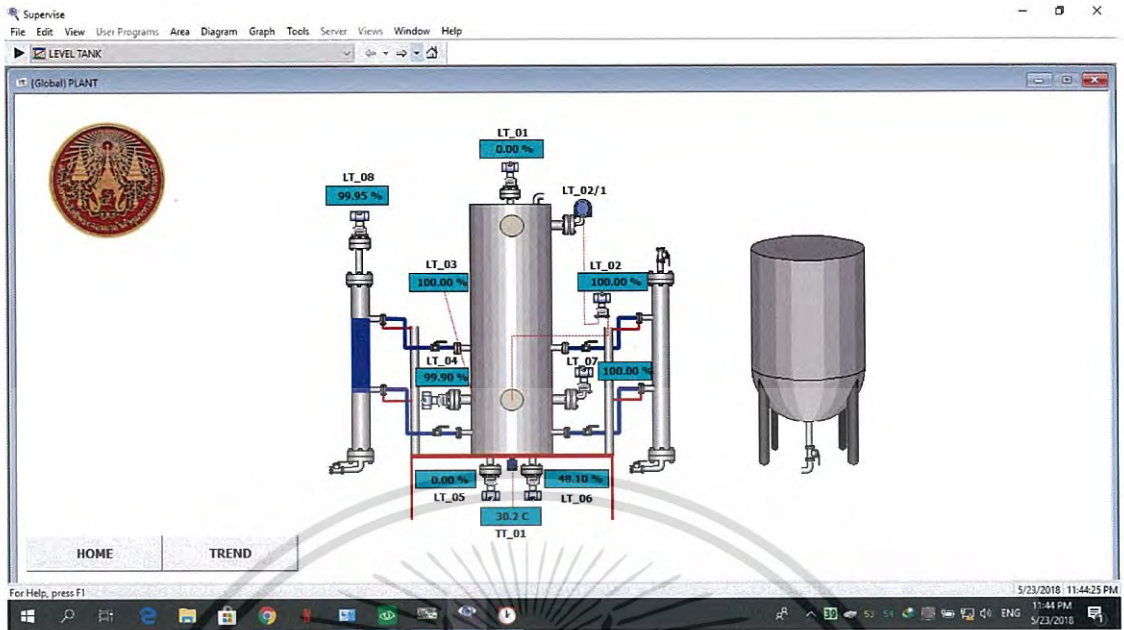 Supervise
File Edit View User Programs Area Diagram Graph Tools Server Views Window Help
LEVEL TANK
(Global) PLANT
LT_01
0.00 %
LT_08
99.95 %
LT_02/1
LT_03
100.00 %
LT_02
100.00 %
LT_04
99.90 %
LT_07
100.00 %
0.00 %
48.10 %
LT_05
LT_06
30.2 C
TT_01
HOME
TREND
For Help, press F1
5/23/2018 11:44:25 PM
39
53
54
ENG
11:44 PM
5/23/2018